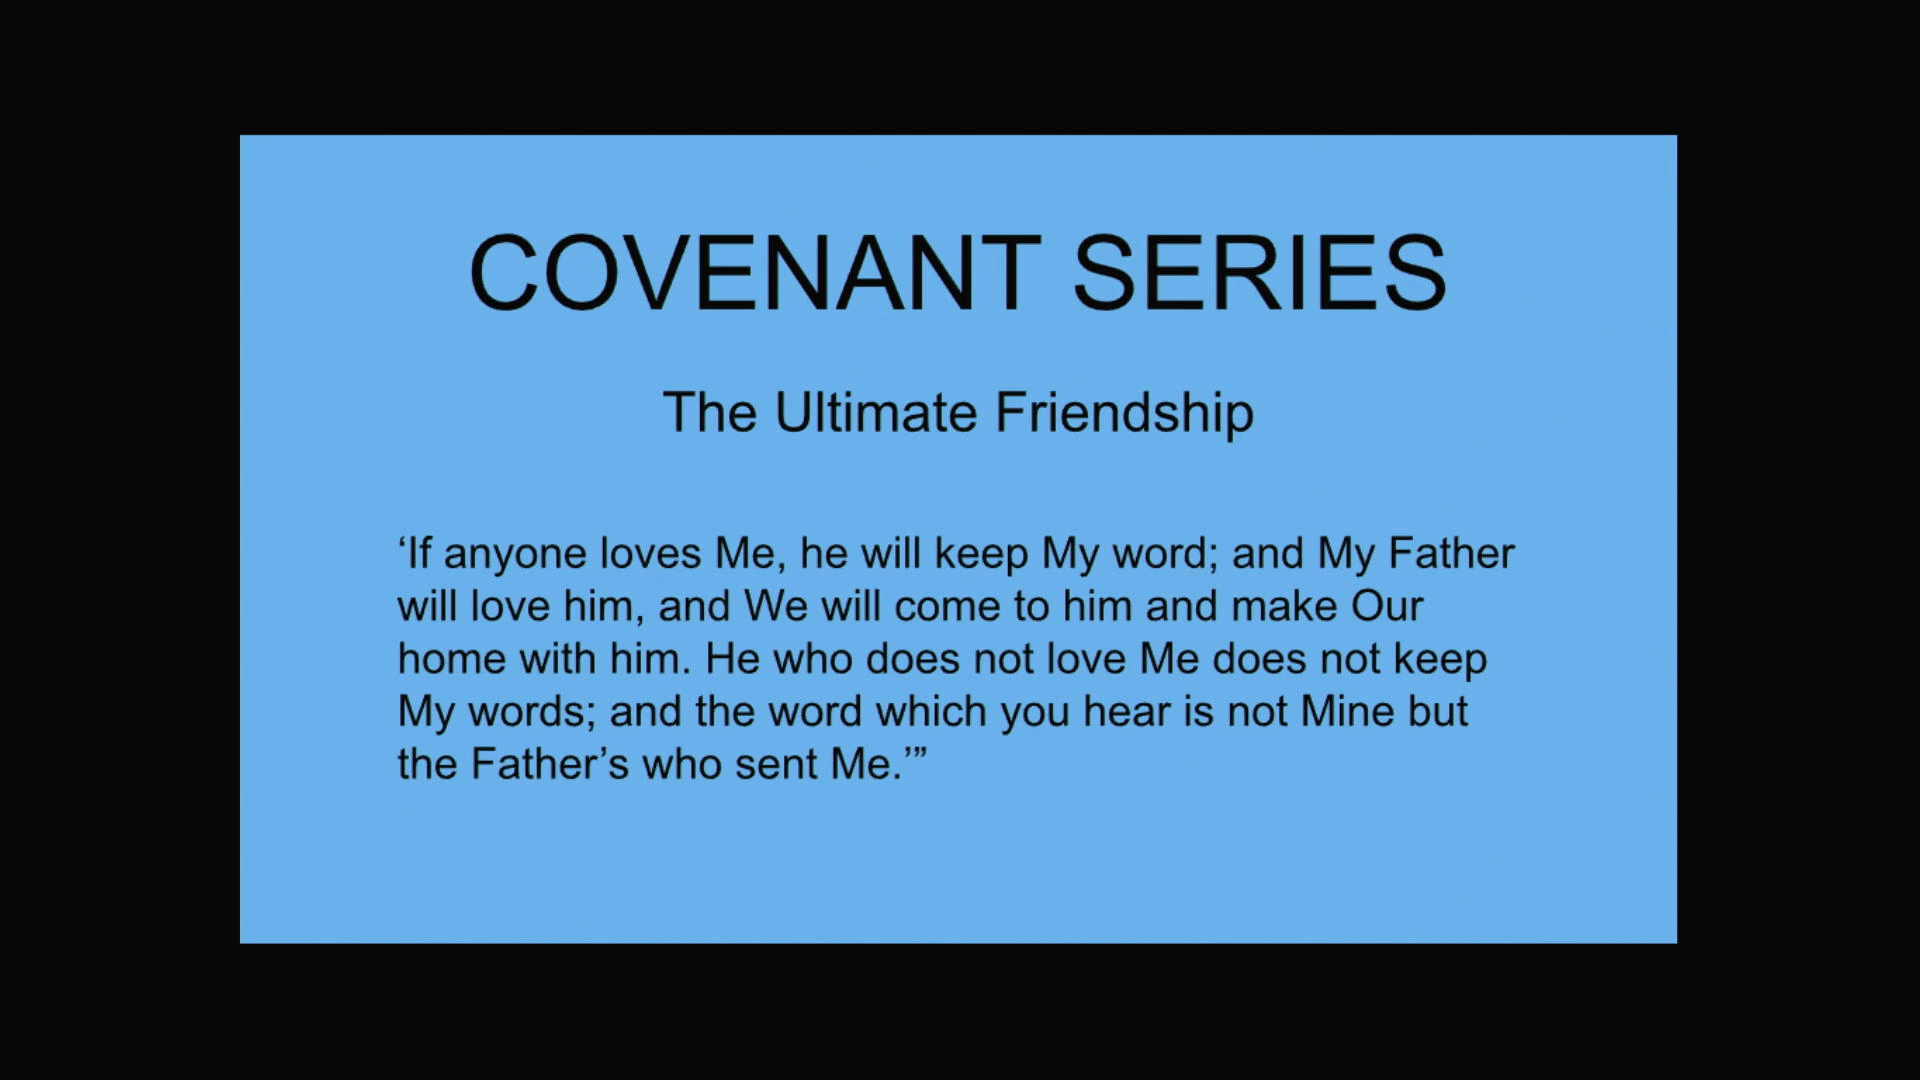 COVENANT SERIES
The Ultimate Friendship
‘If anyone loves Me, he will keep My word; and My Father
will love him, and We will come to him and make Our
home with him. He who does not love Me does not keep
My words; and the word which you hear is not Mine but
the Father’s who sent Me.’”